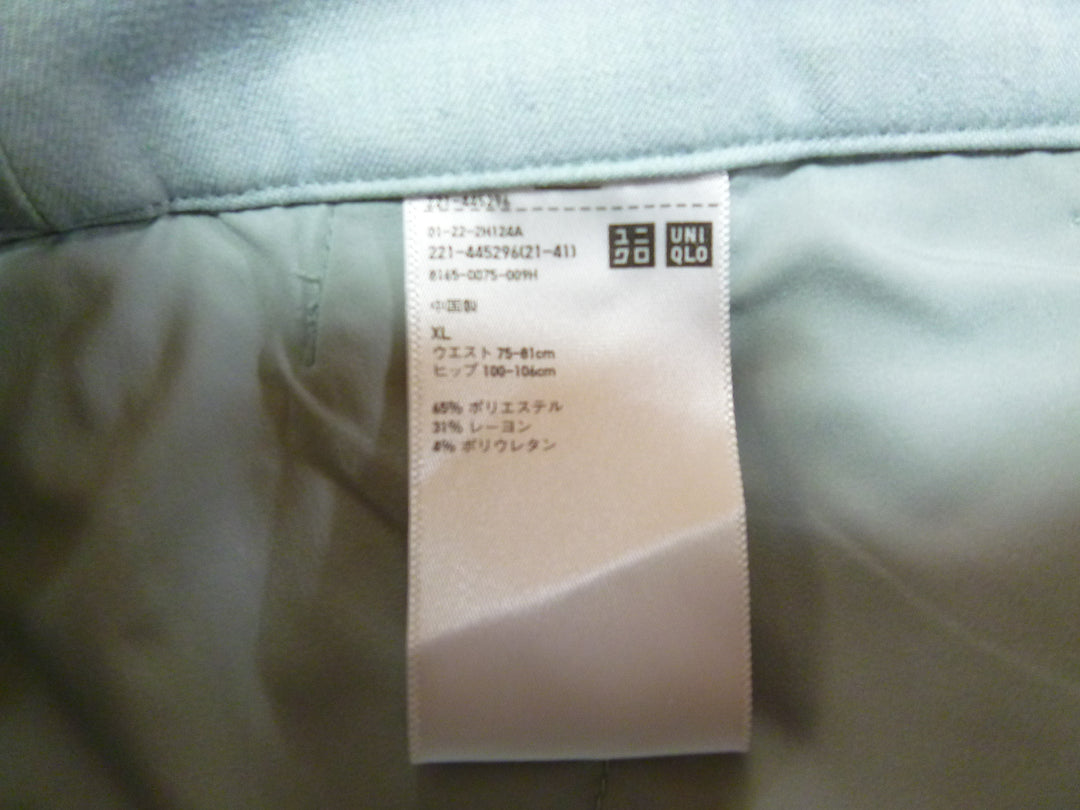 221-445296
01-22-2H124A
221-445296(21-41)
8165-0075-009H
ユニ
クロ
UNI
QLO
中国製
XL
ウエスト 75-81cm
ヒップ 100-106cm
65% ポリエステル
31% レーヨン
4% ポリウレタン